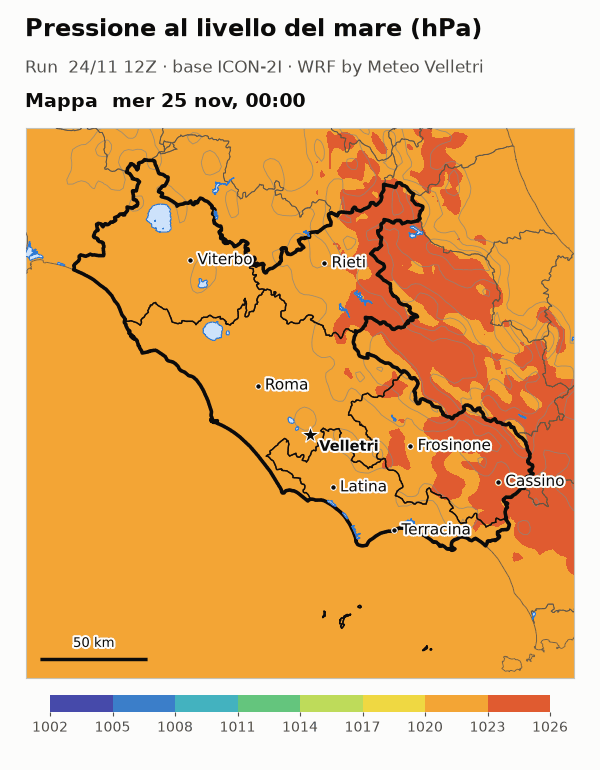 Pressione al livello del mare (hPa)
Run  24/11 12Z · base ICON-2I · WRF by Meteo Velletri
Mappa  mer 25 nov, 00:00
Viterbo
Rieti
Roma
Velletri
Frosinone
Latina
Cassino
Terracina
50 km
1002 1005 1008 1011 1014 1017 1020 1023 1026